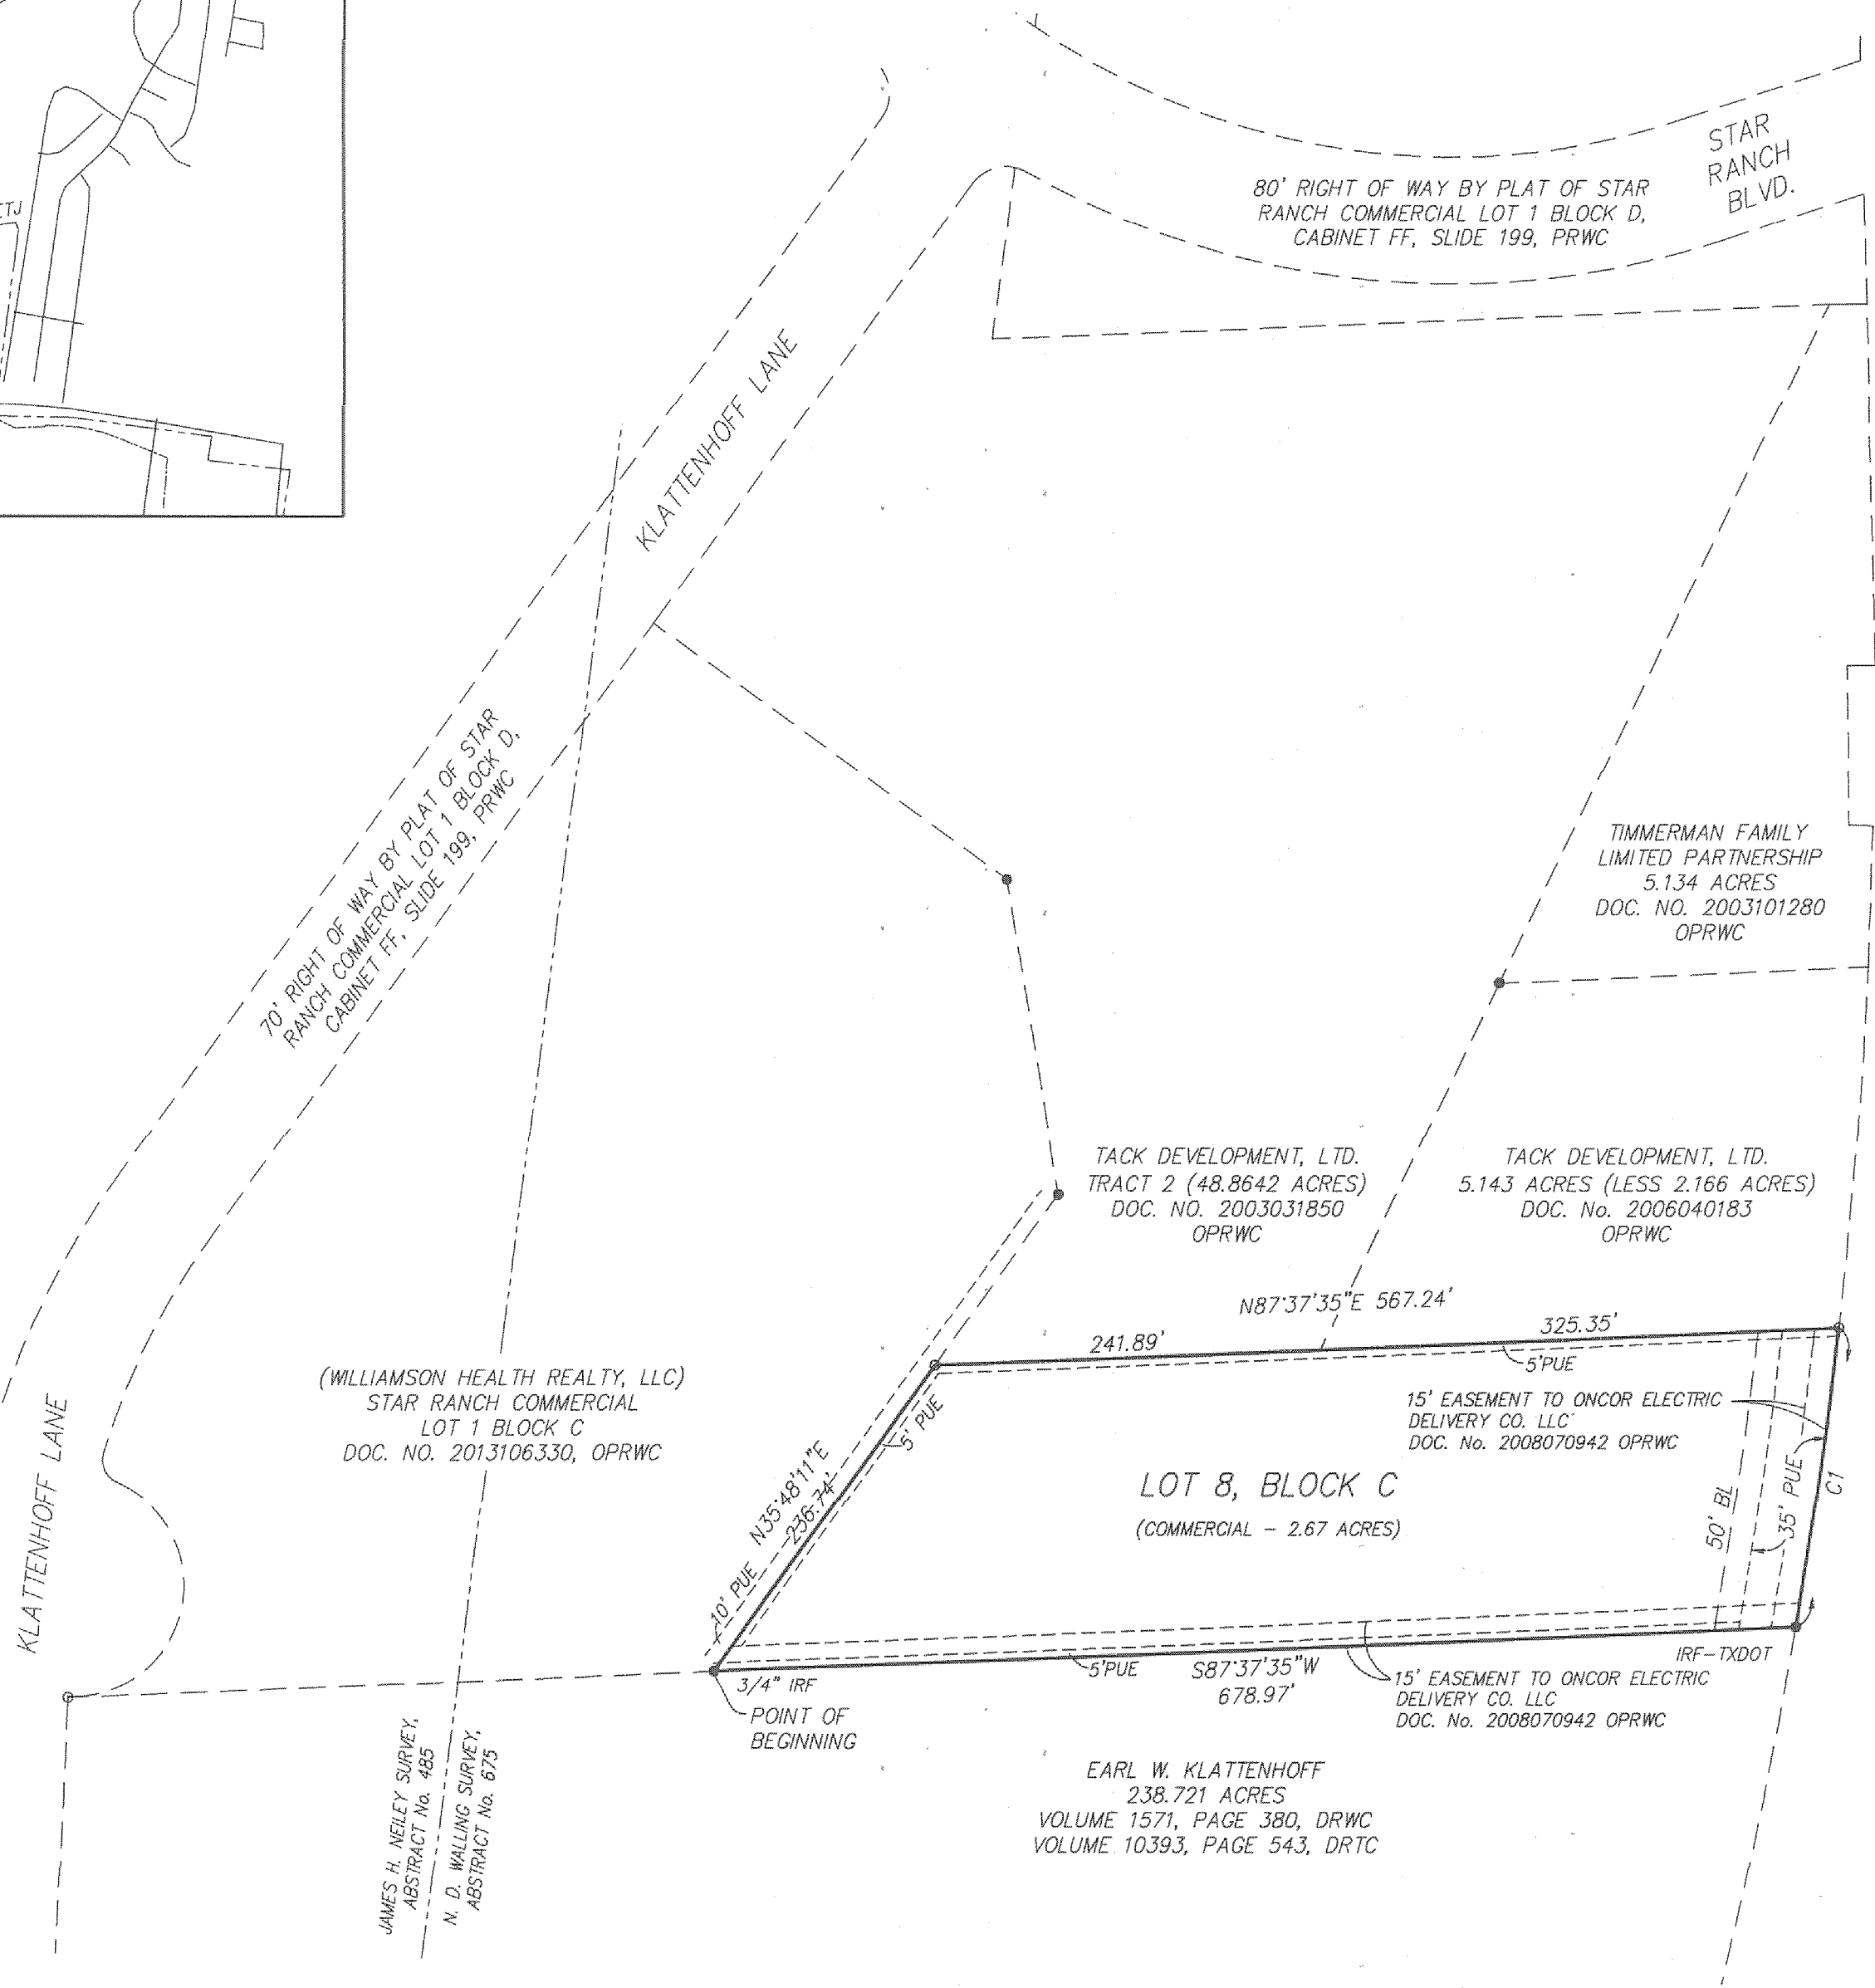 ETJ
STAR
RANCH
BLVD.
80' RIGHT OF WAY BY PLAT OF STAR
RANCH COMMERCIAL LOT 1 BLOCK D,
CABINET FF, SLIDE 199, PRWC
KLATTENHOFF LANE
70' RIGHT OF WAY BY PLAT OF STAR
RANCH COMMERCIAL LOT 1 BLOCK D,
CABINET FF, SLIDE 199, PRWC
TIMMERMAN FAMILY
LIMITED PARTNERSHIP
5.134 ACRES
DOC. NO. 2003101280
OPRWC
TACK DEVELOPMENT, LTD.
TRACT 2 (48.8642 ACRES)
DOC. NO. 2003031850
OPRWC
TACK DEVELOPMENT, LTD.
5.143 ACRES (LESS 2.166 ACRES)
DOC. No. 2006040183
OPRWC
N87°37'35"E 567.24'
241.89'
325.35'
5'PUE
(WILLIAMSON HEALTH REALTY, LLC)
STAR RANCH COMMERCIAL
LOT 1 BLOCK C
DOC. NO. 2013106330, OPRWC
15' EASEMENT TO ONCOR ELECTRIC
DELIVERY CO. LLC
DOC. No. 2008070942 OPRWC
5' PUE
N35°48'11"E
236.74'
10' PUE
LOT 8, BLOCK C
(COMMERCIAL - 2.67 ACRES)
50' BL
35' PUE
C1
KLATTENHOFF LANE
3/4" IRF
POINT OF
BEGINNING
5'PUE
S87°37'35"W
678.97'
IRF-TXDOT
15' EASEMENT TO ONCOR ELECTRIC
DELIVERY CO. LLC
DOC. No. 2008070942 OPRWC
JAMES H. NEILEY SURVEY,
ABSTRACT No. 485
N. D. WALLING SURVEY,
ABSTRACT No. 675
EARL W. KLATTENHOFF
238.721 ACRES
VOLUME 1571, PAGE 380, DRWC
VOLUME 10393, PAGE 543, DRTC